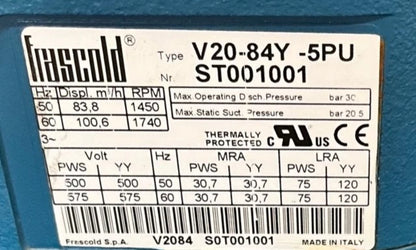 Frascold®
Type V20-84Y -5PU
Nr. ST001001
Hz Displ. m³/h RPM
50 83,8 1450
60 100,6 1740
3~
Max.Operating Disch.Pressure bar 30
Max.Static Suct. Pressure bar 20.5
THERMALLY PROTECTED c RU us CE
Volt Hz MRA LRA
PWS YY PWS YY PWS YY
500 500 50 30,7 30,7 75 120
575 575 60 30,7 30,7 75 120
Frascold S.p.A. V2084 S0T001001 MADE IN ITALY